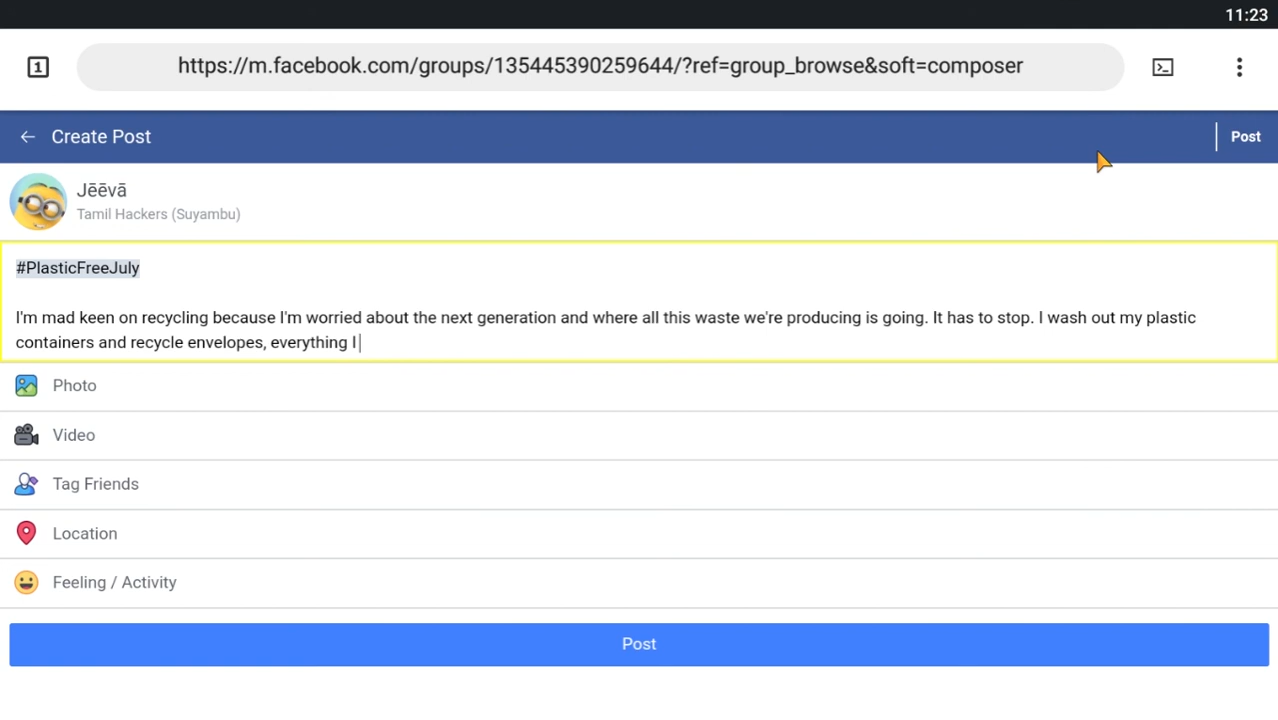 11:23
1
https://m.facebook.com/groups/135445390259644/?ref=group_browse&soft=composer
Create Post
Post
Jēēvā
Tamil Hackers (Suyambu)
#PlasticFreeJuly
I'm mad keen on recycling because I'm worried about the next generation and where all this waste we're producing is going. It has to stop. I wash out my plastic
containers and recycle envelopes, everything I
Photo
Video
Tag Friends
Location
Feeling / Activity
Post